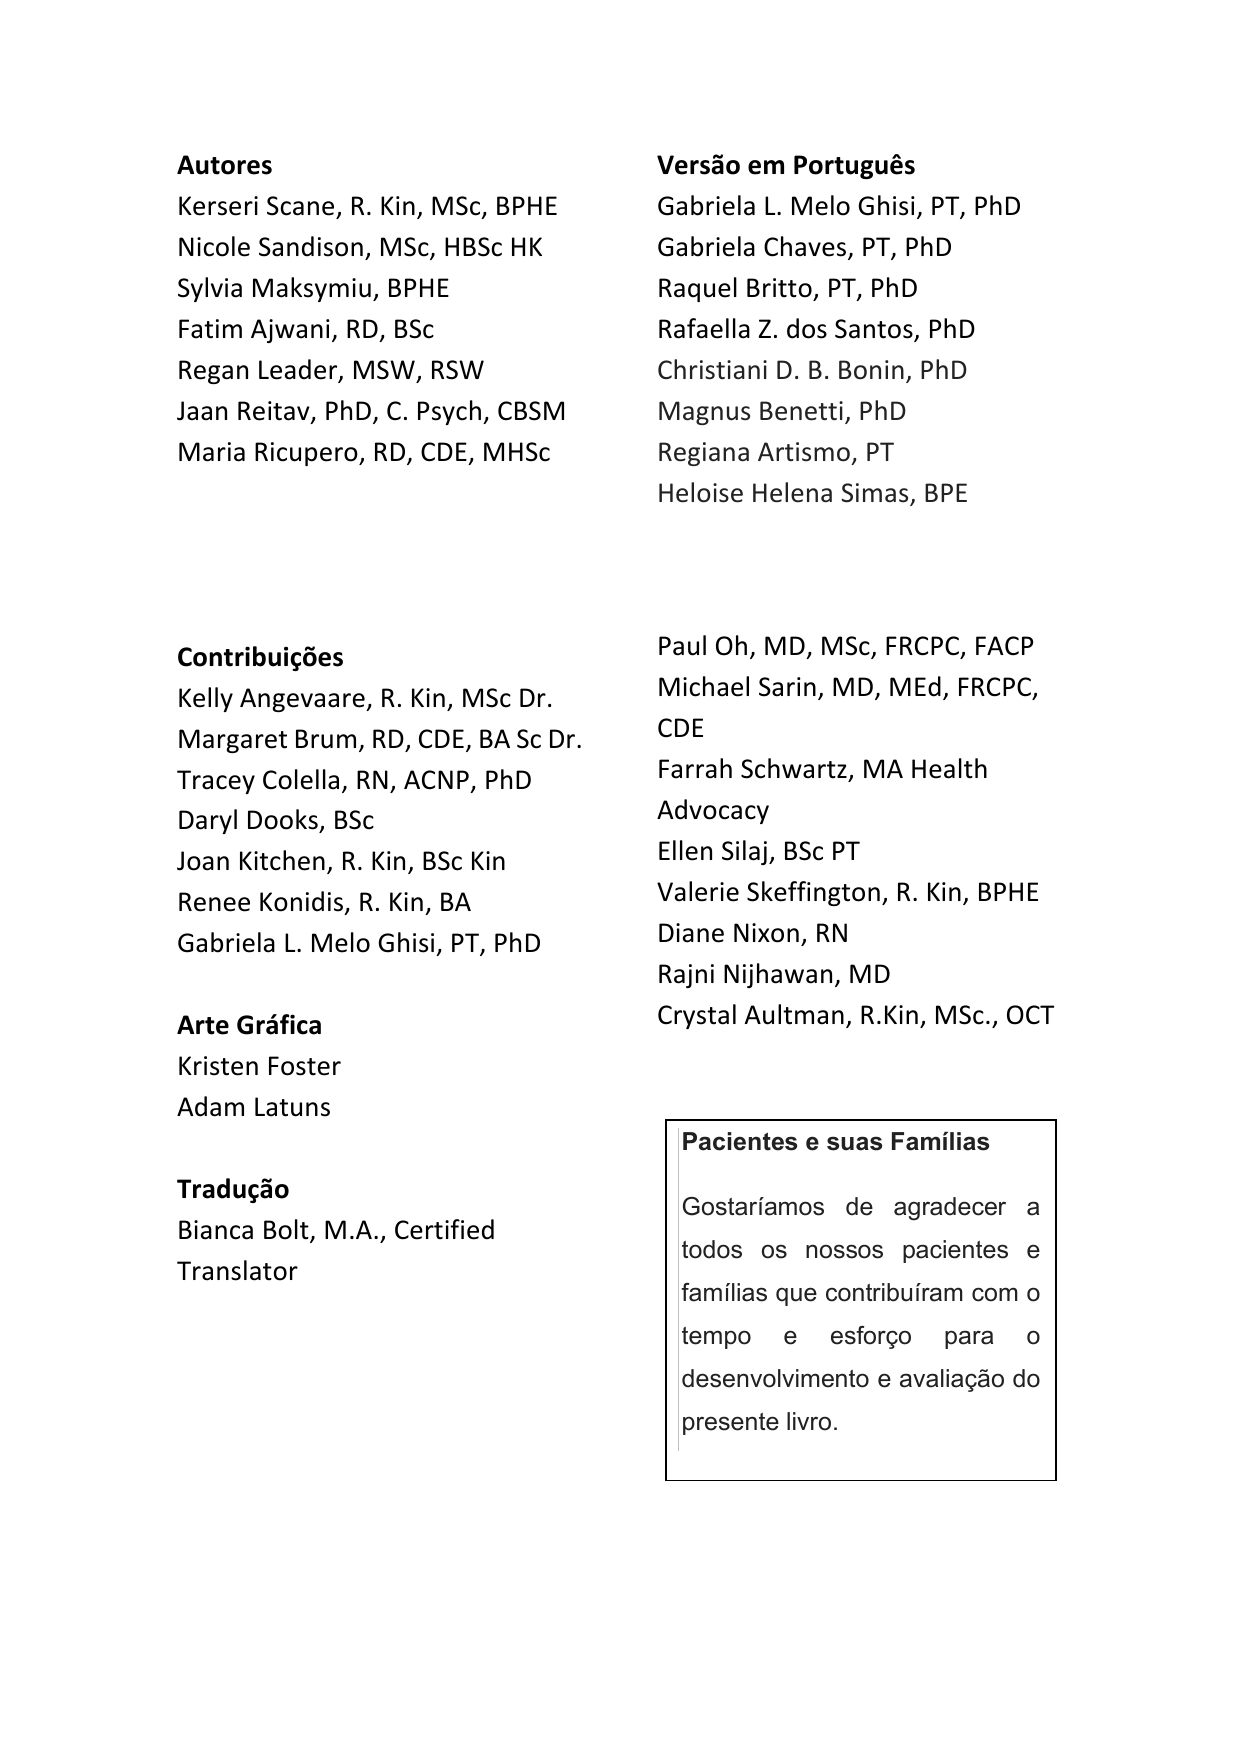 Autores
Kerseri Scane, R. Kin, MSc, BPHE
Nicole Sandison, MSc, HBSc HK
Sylvia Maksymiu, BPHE
Fatim Ajwani, RD, BSc
Regan Leader, MSW, RSW
Jaan Reitav, PhD, C. Psych, CBSM
Maria Ricupero, RD, CDE, MHSc
Versão em Português
Gabriela L. Melo Ghisi, PT, PhD
Gabriela Chaves, PT, PhD
Raquel Britto, PT, PhD
Rafaella Z. dos Santos, PhD
Christiani D. B. Bonin, PhD
Magnus Benetti, PhD
Regiana Artismo, PT
Heloise Helena Simas, BPE
Contribuições
Kelly Angevaare, R. Kin, MSc Dr.
Margaret Brum, RD, CDE, BA Sc Dr.
Tracey Colella, RN, ACNP, PhD
Daryl Dooks, BSc
Joan Kitchen, R. Kin, BSc Kin
Renee Konidis, R. Kin, BA
Gabriela L. Melo Ghisi, PT, PhD
Paul Oh, MD, MSc, FRCPC, FACP
Michael Sarin, MD, MEd, FRCPC,
CDE
Farrah Schwartz, MA Health
Advocacy
Ellen Silaj, BSc PT
Valerie Skeffington, R. Kin, BPHE
Diane Nixon, RN
Rajni Nijhawan, MD
Crystal Aultman, R.Kin, MSc., OCT
Arte Gráfica
Kristen Foster
Adam Latuns
Tradução
Bianca Bolt, M.A., Certified
Translator
Pacientes e suas Famílias
Gostaríamos de agradecer a
todos os nossos pacientes e
famílias que contribuíram com o
tempo e esforço para o
desenvolvimento e avaliação do
presente livro.